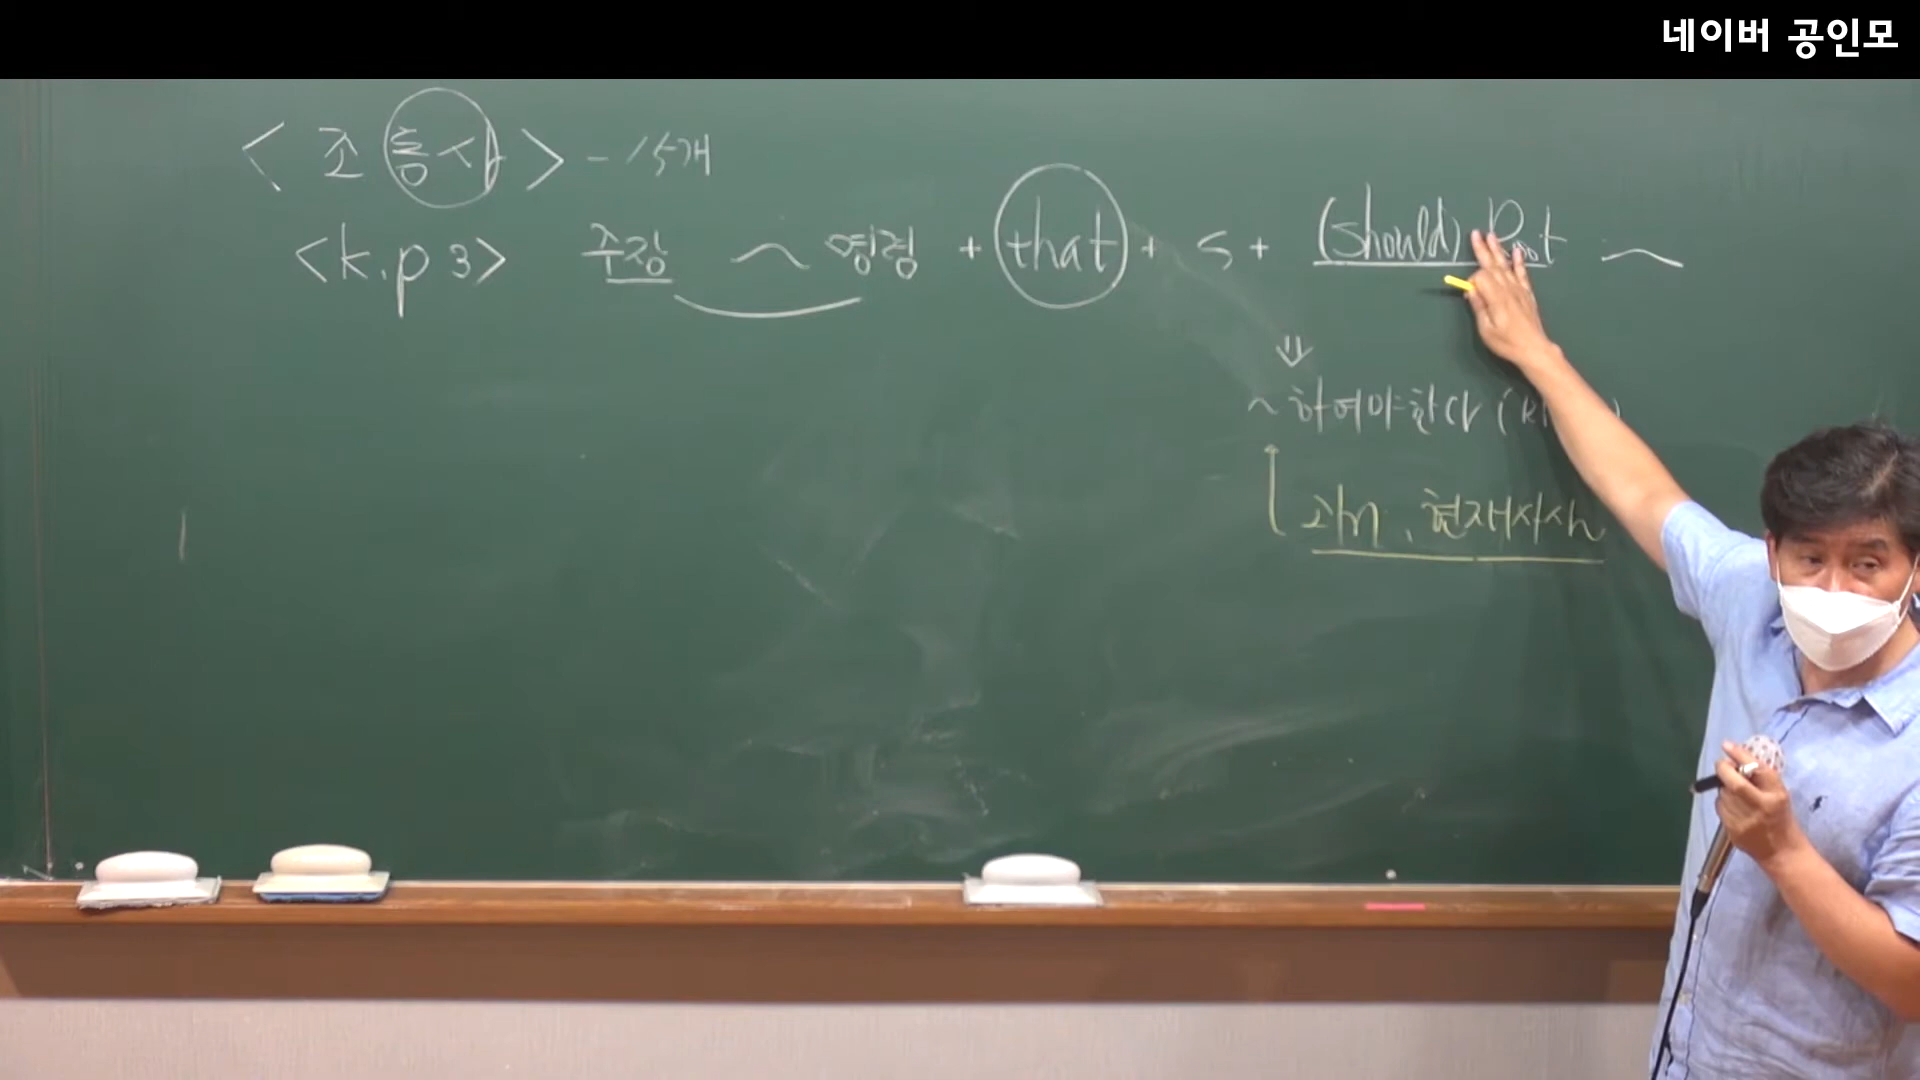 네이버 공인모
< 조동사 > - 15개
<k.p 3> 주장 ~ 명령 + that + S + (should) Root ~
⇓
~하여야한다 (
과거, 현재사실